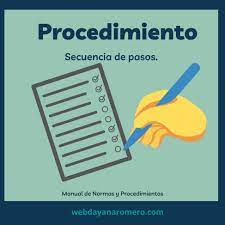 Procedimiento
Secuencia de pasos.
Manual de Normas y Procedimientos
webdayanaromero.com